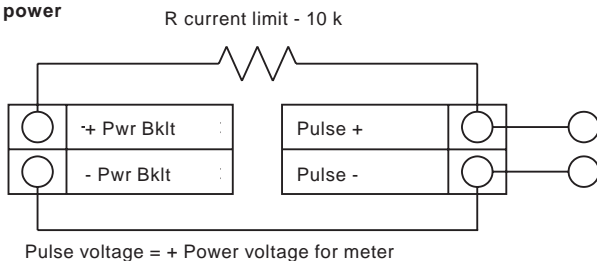 power
R current limit - 10 k
+ Pwr Bklt
Pulse +
- Pwr Bklt
Pulse -
Pulse voltage = + Power voltage for meter